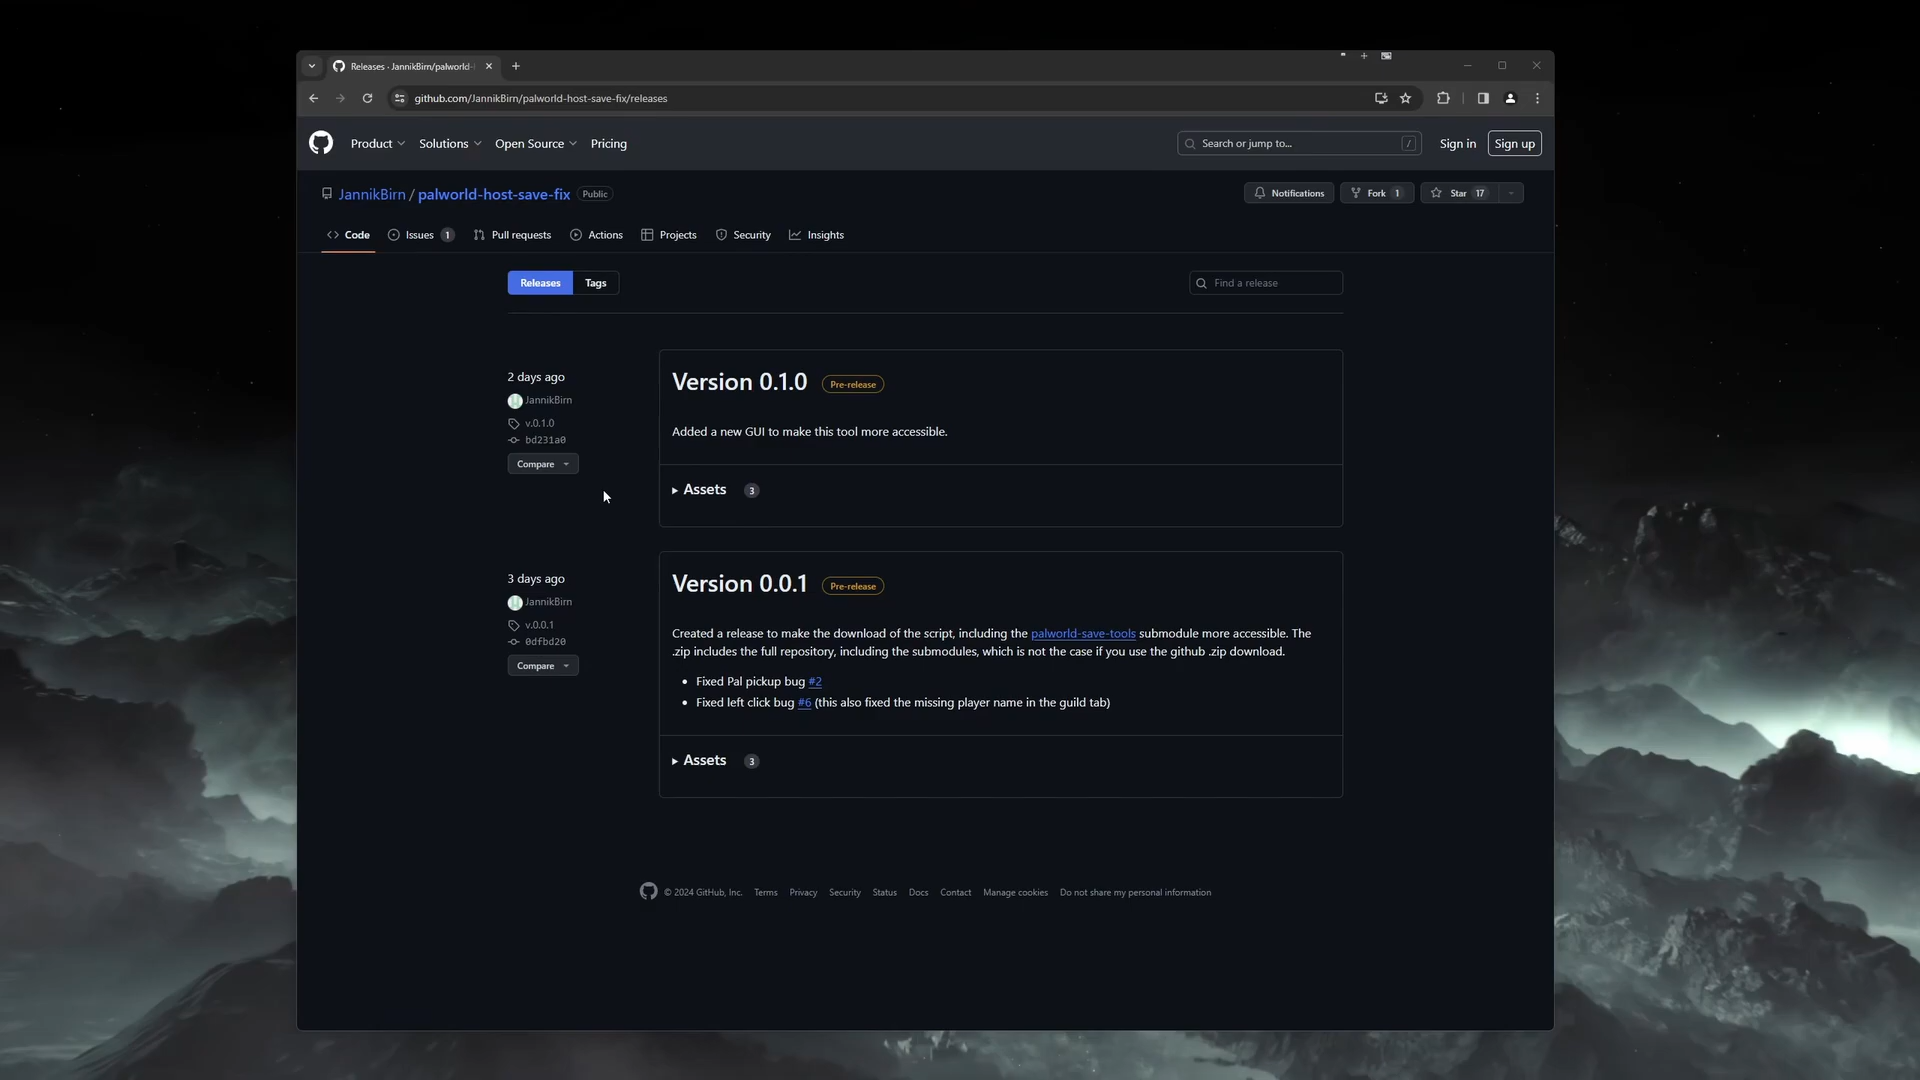 Releases · JannikBirn/palworld-
github.com/JannikBirn/palworld-host-save-fix/releases
Product Solutions Open Source Pricing
Search or jump to... /
Sign in Sign up
JannikBirn / palworld-host-save-fix Public
Notifications Fork 1 Star 17
Code Issues 1 Pull requests Actions Projects Security Insights
Releases Tags
Find a release
2 days ago
JannikBirn
v.0.1.0
bd231a0
Compare
Version 0.1.0 Pre-release
Added a new GUI to make this tool more accessible.
Assets 3
3 days ago
JannikBirn
v.0.0.1
0dfbd20
Compare
Version 0.0.1 Pre-release
Created a release to make the download of the script, including the palworld-save-tools submodule more accessible. The
.zip includes the full repository, including the submodules, which is not the case if you use the github .zip download.
• Fixed Pal pickup bug #2
• Fixed left click bug #6 (this also fixed the missing player name in the guild tab)
Assets 3
© 2024 GitHub, Inc. Terms Privacy Security Status Docs Contact Manage cookies Do not share my personal information